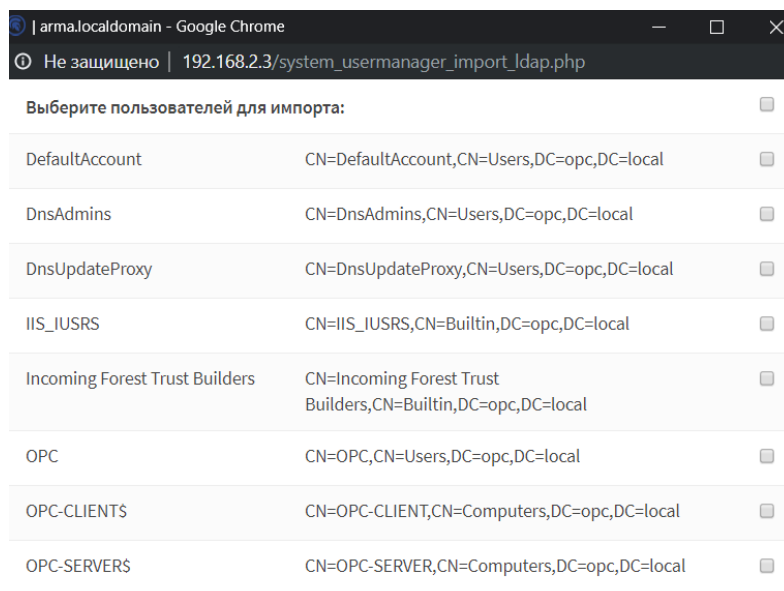 | arma.localdomain - Google Chrome
Не защищено | 192.168.2.3/system_usermanager_import_ldap.php
Выберите пользователей для импорта:
DefaultAccount CN=DefaultAccount,CN=Users,DC=opc,DC=local
DnsAdmins CN=DnsAdmins,CN=Users,DC=opc,DC=local
DnsUpdateProxy CN=DnsUpdateProxy,CN=Users,DC=opc,DC=local
IIS_IUSRS CN=IIS_IUSRS,CN=Builtin,DC=opc,DC=local
Incoming Forest Trust Builders CN=Incoming Forest Trust
Builders,CN=Builtin,DC=opc,DC=local
OPC CN=OPC,CN=Users,DC=opc,DC=local
OPC-CLIENT$ CN=OPC-CLIENT,CN=Computers,DC=opc,DC=local
OPC-SERVER$ CN=OPC-SERVER,CN=Computers,DC=opc,DC=local